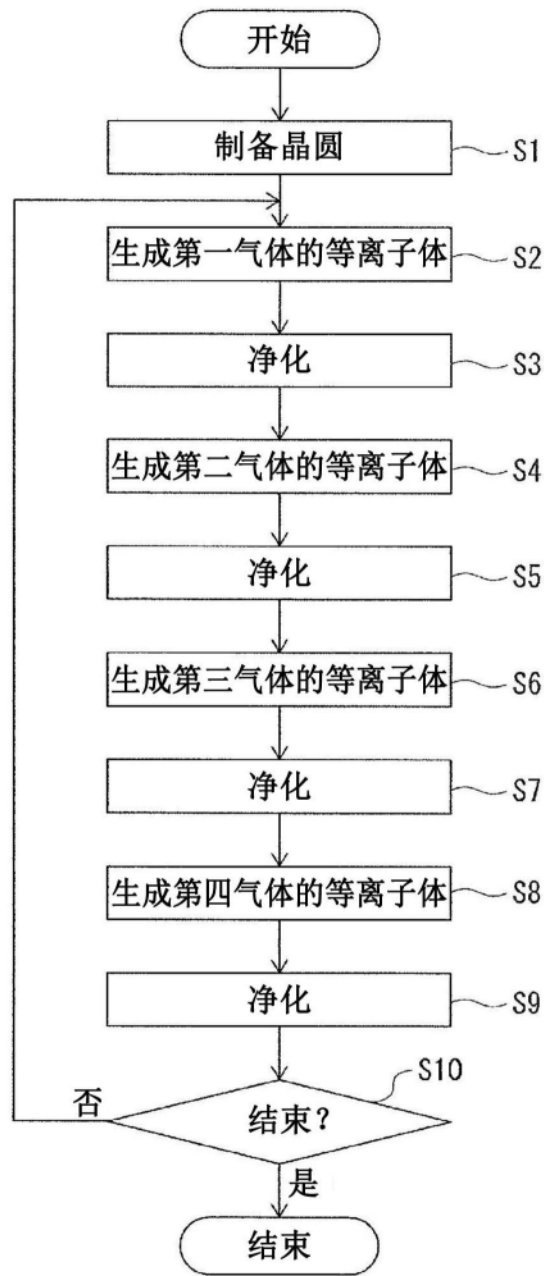 开始
制备晶圆
S1
生成第一气体的等离子体
S2
净化
S3
生成第二气体的等离子体
S4
净化
S5
生成第三气体的等离子体
S6
净化
S7
生成第四气体的等离子体
S8
净化
S9
S10
否
结束?
是
结束